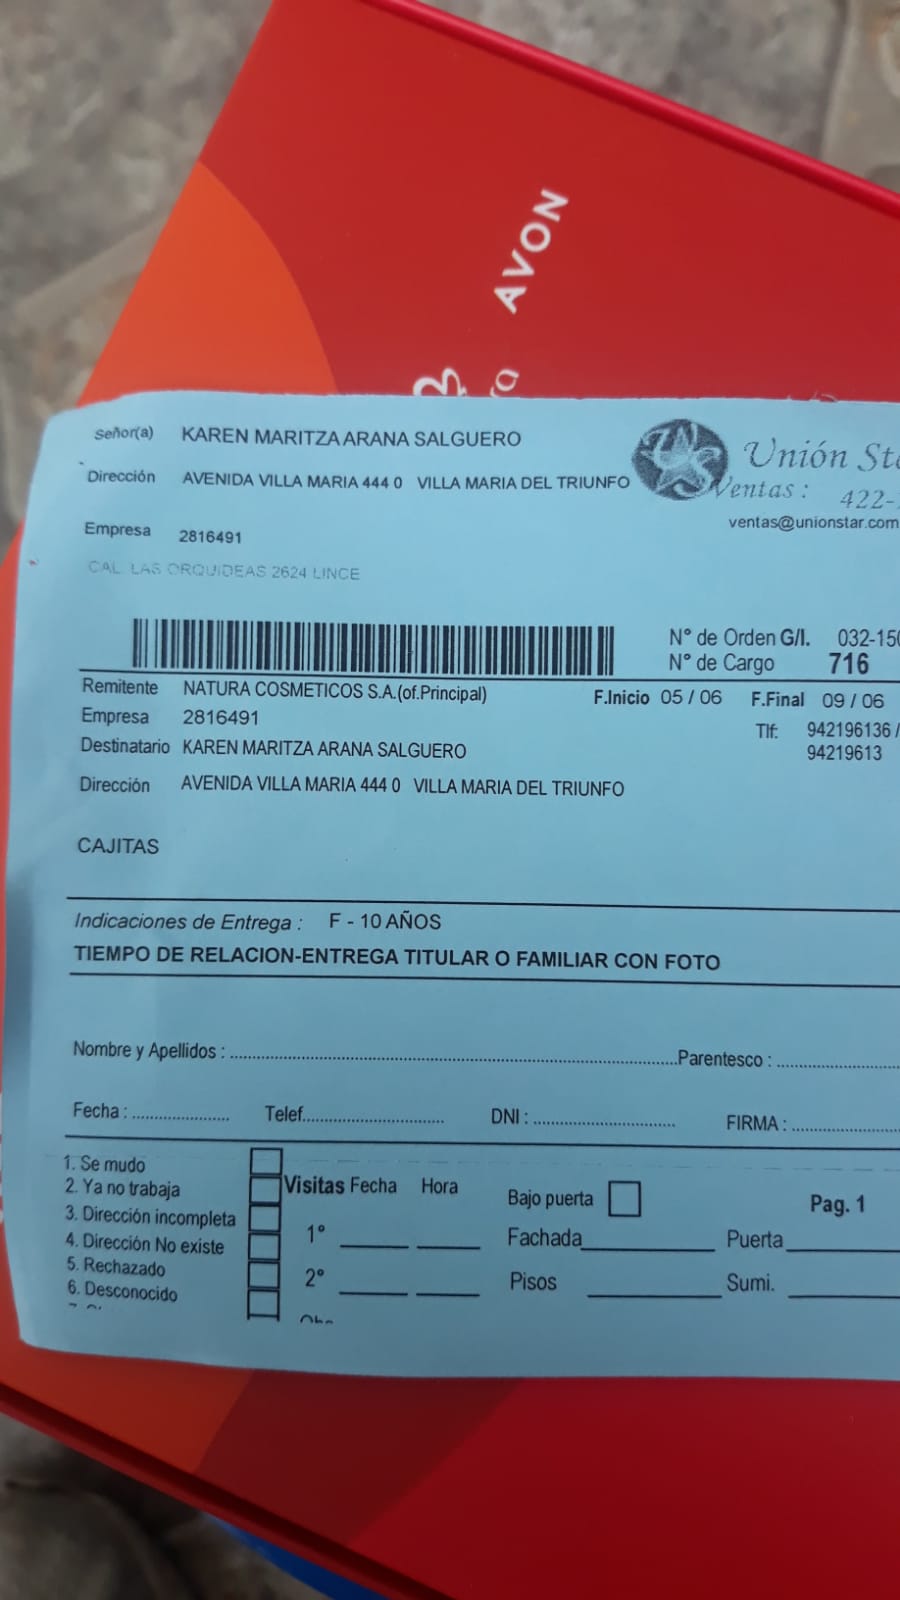 AVON
Señor(a) KAREN MARITZA ARANA SALGUERO
Unión
Dirección AVENIDA VILLA MARIA 444 0 VILLA MARIA DEL TRIUNFO
Ventas : 422-
ventas@unionstar.com
Empresa 2816491
CAL. LAS ORQUIDEAS 2624 LINCE
N° de Orden G/I. 032-150
N° de Cargo 716
Remitente NATURA COSMETICOS S.A.(of.Principal) F.Inicio 05 / 06 F.Final 09 / 06
Empresa 2816491
Tlf: 942196136 /
94219613
Destinatario KAREN MARITZA ARANA SALGUERO
Dirección AVENIDA VILLA MARIA 444 0 VILLA MARIA DEL TRIUNFO
CAJITAS
Indicaciones de Entrega : F - 10 AÑOS
TIEMPO DE RELACION-ENTREGA TITULAR O FAMILIAR CON FOTO
Nombre y Apellidos : Parentesco :
Fecha : Telef. DNI : FIRMA :
1. Se mudo
2. Ya no trabaja
3. Dirección incompleta
4. Dirección No existe
5. Rechazado
6. Desconocido
Visitas Fecha Hora
1°
2°
Bajo puerta
Pag. 1
Fachada Puerta
Pisos Sumi.